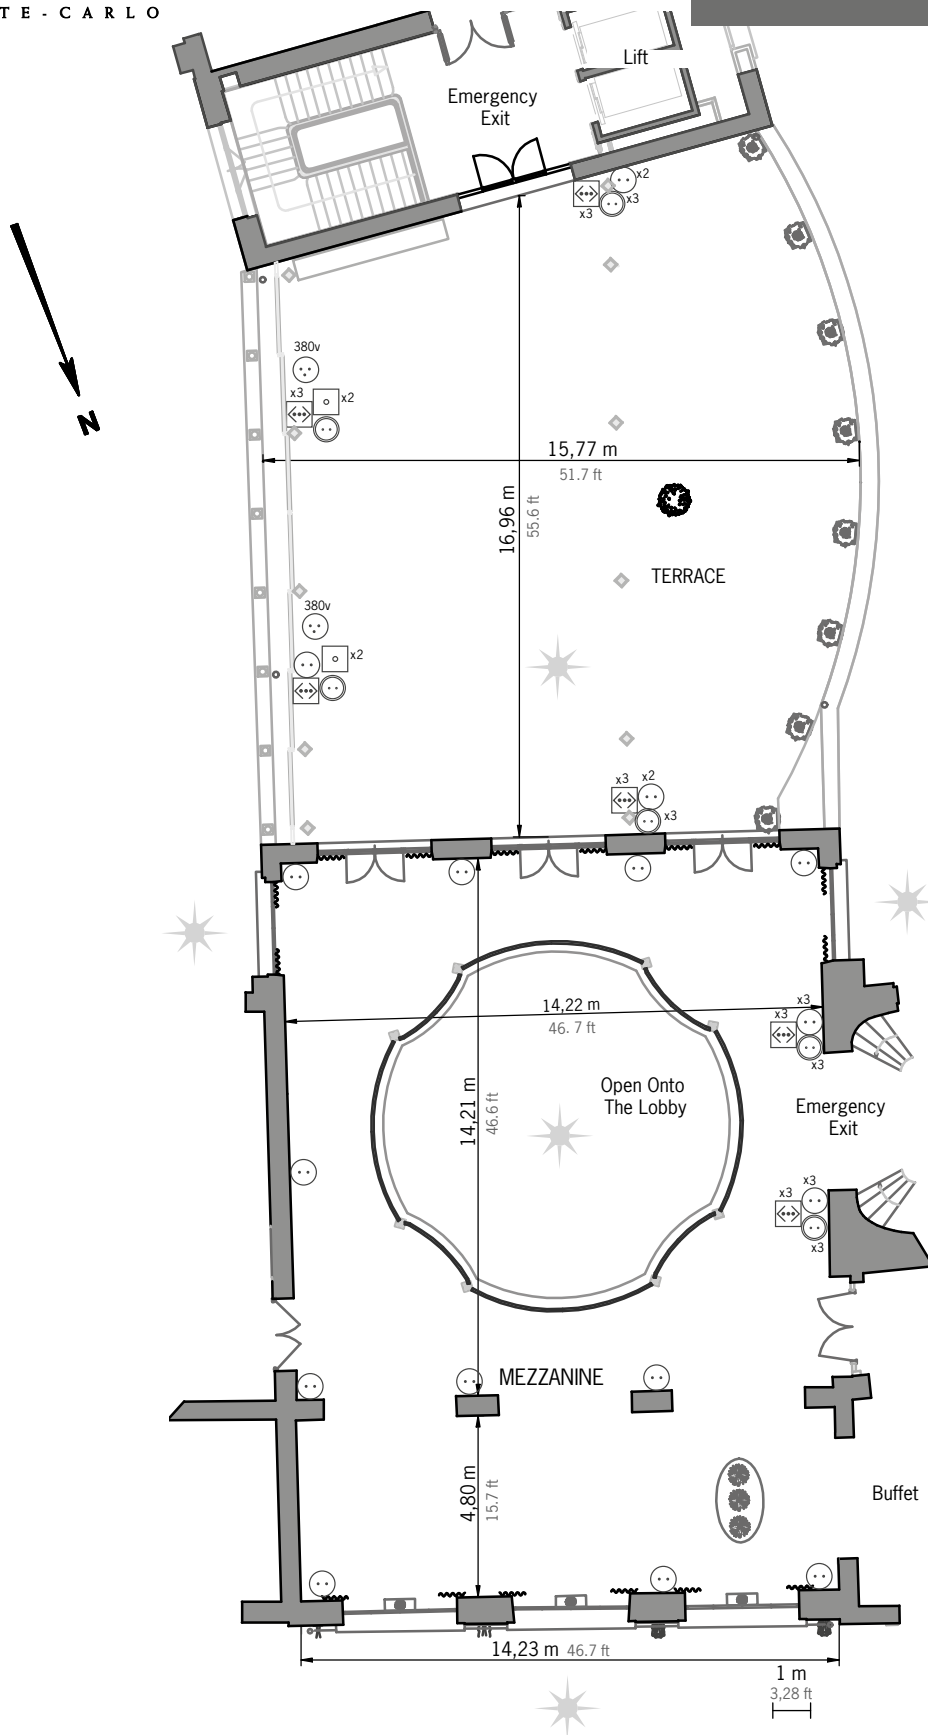 TE-CARLO
Lift
Emergency
Exit
x2
x3
x3
380v
x3
x2
15,77 m
51.7 ft
16,96 m
55.6 ft
TERRACE
380v
x2
N
x3
x2
x3
14,22 m
46. 7 ft
x3
x3
x3
Open Onto
The Lobby
14,21 m
46.6 ft
Emergency
Exit
x3
x3
x3
MEZZANINE
4,80 m
15.7 ft
Buffet
14,23 m 46.7 ft
1 m
3,28 ft